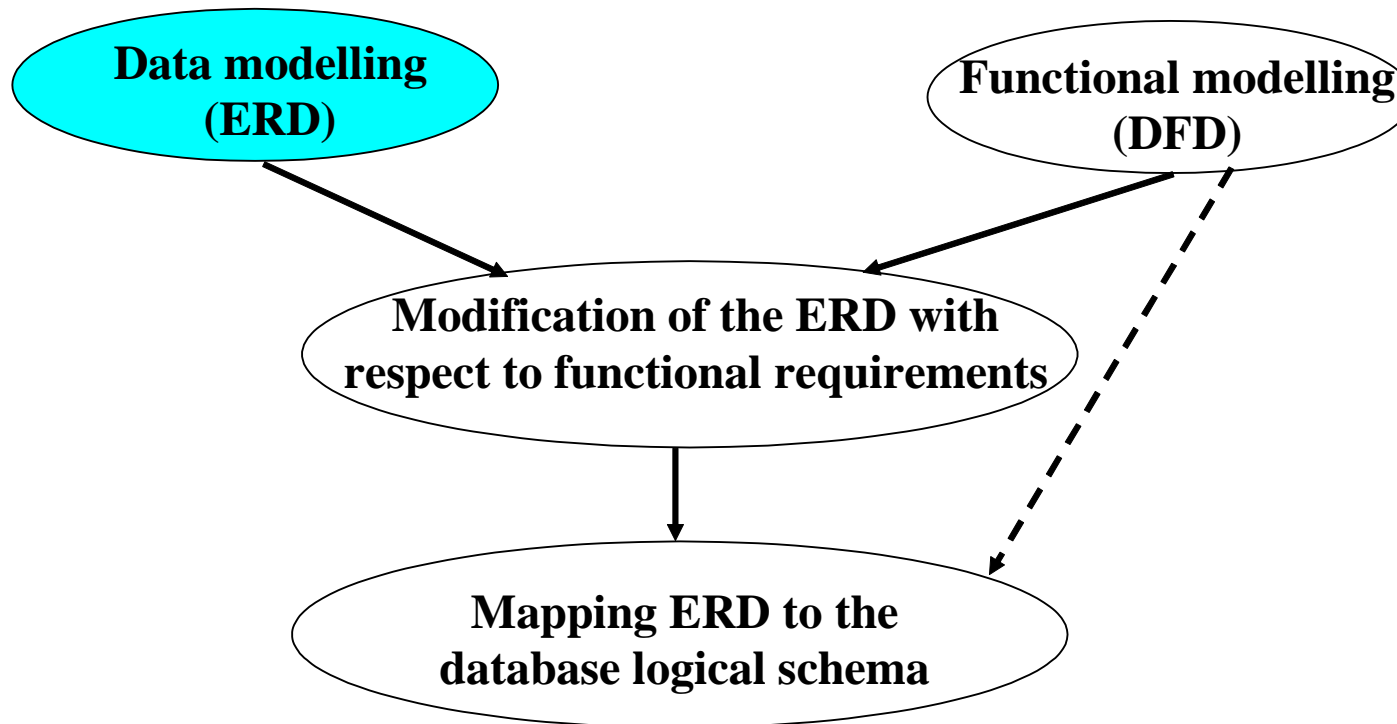 Data modelling
(ERD)
Functional modelling
(DFD)
Modification of the ERD with
respect to functional requirements
Mapping ERD to the
database logical schema